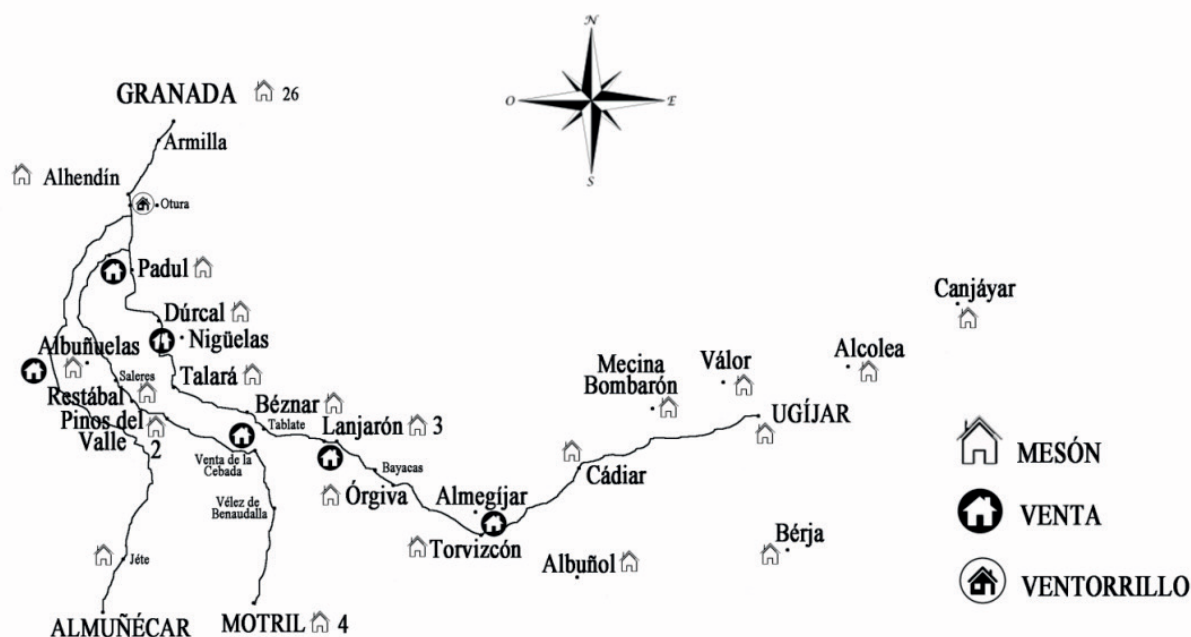 N
O
E
S
GRANADA 26
Armilla
Alhendín
Otura
Padul
Canjáyar
Dúrcal
Nigüelas
Albuñuelas
Alcolea
Mecina
Bombarón
Válor
Saleres
Talará
Restábal
Béznar
UGÍJAR
Pinos del
Valle
2
Tablate
Lanjarón 3
MESÓN
Venta de la
Cebada
Bayacas
Cádiar
Órgiva
Almegíjar
VENTA
Vélez de
Benaudalla
Torvizcón
Bérja
Jéte
Albuñol
VENTORRILLO
ALMUÑÉCAR
MOTRIL 4